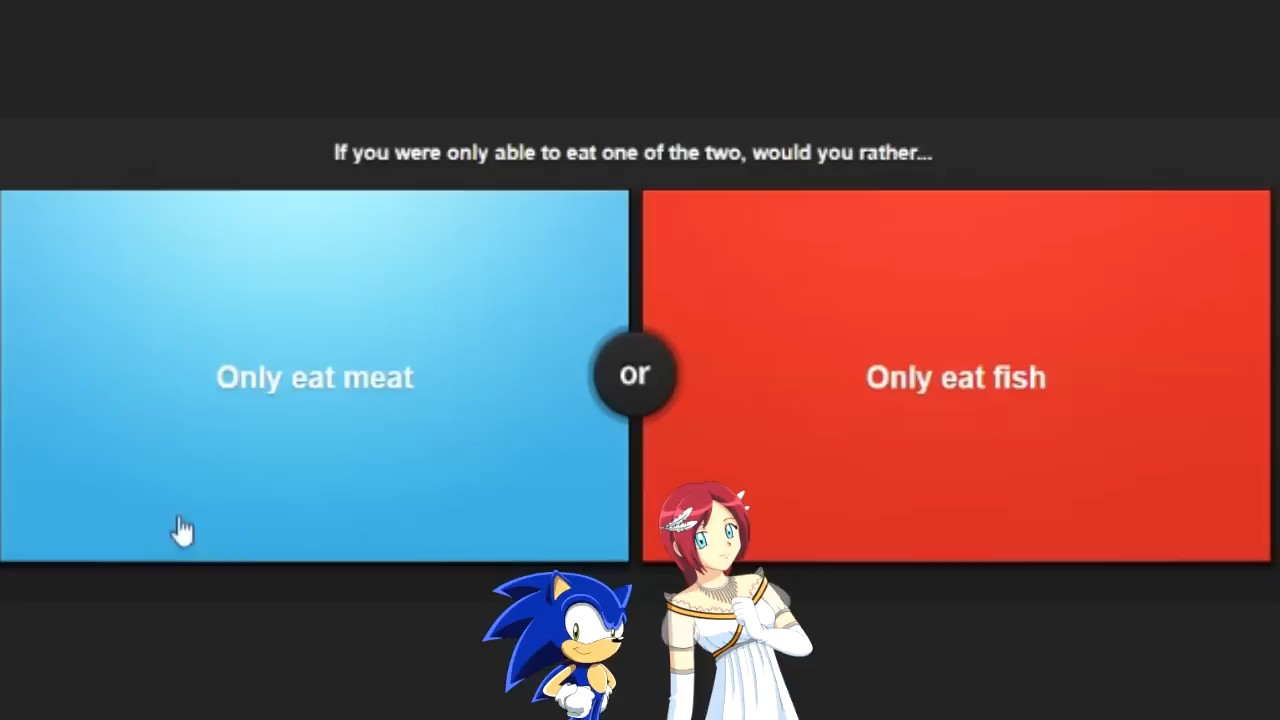 If you were only able to eat one of the two, would you rather...
Only eat meat
or
Only eat fish